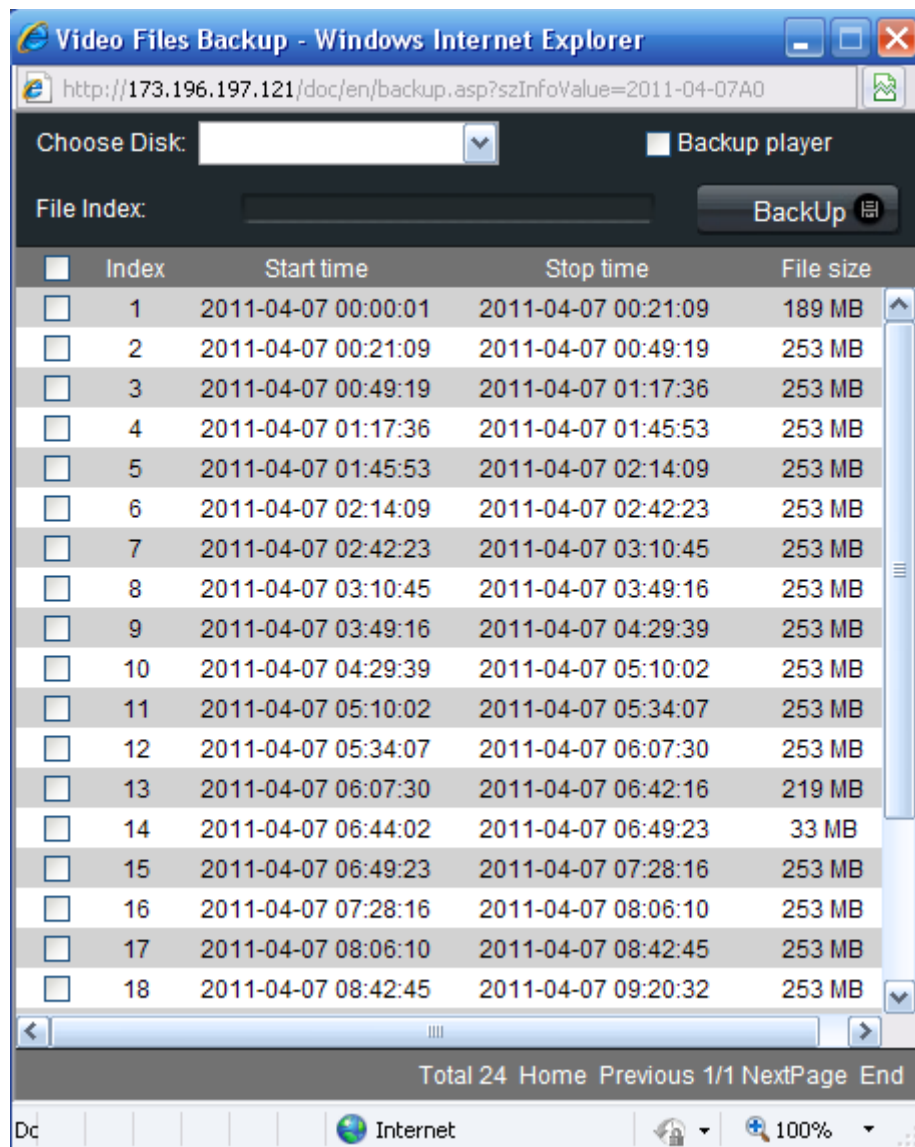 Video Files Backup - Windows Internet Explorer
http://173.196.197.121/doc/en/backup.asp?szInfoValue=2011-04-07A0
Choose Disk: Backup player
File Index: BackUp
Index Start time Stop time File size
1 2011-04-07 00:00:01 2011-04-07 00:21:09 189 MB
2 2011-04-07 00:21:09 2011-04-07 00:49:19 253 MB
3 2011-04-07 00:49:19 2011-04-07 01:17:36 253 MB
4 2011-04-07 01:17:36 2011-04-07 01:45:53 253 MB
5 2011-04-07 01:45:53 2011-04-07 02:14:09 253 MB
6 2011-04-07 02:14:09 2011-04-07 02:42:23 253 MB
7 2011-04-07 02:42:23 2011-04-07 03:10:45 253 MB
8 2011-04-07 03:10:45 2011-04-07 03:49:16 253 MB
9 2011-04-07 03:49:16 2011-04-07 04:29:39 253 MB
10 2011-04-07 04:29:39 2011-04-07 05:10:02 253 MB
11 2011-04-07 05:10:02 2011-04-07 05:34:07 253 MB
12 2011-04-07 05:34:07 2011-04-07 06:07:30 253 MB
13 2011-04-07 06:07:30 2011-04-07 06:42:16 219 MB
14 2011-04-07 06:44:02 2011-04-07 06:49:23 33 MB
15 2011-04-07 06:49:23 2011-04-07 07:28:16 253 MB
16 2011-04-07 07:28:16 2011-04-07 08:06:10 253 MB
17 2011-04-07 08:06:10 2011-04-07 08:42:45 253 MB
18 2011-04-07 08:42:45 2011-04-07 09:20:32 253 MB
Total 24 Home Previous 1/1 NextPage End
Dc Internet 100%